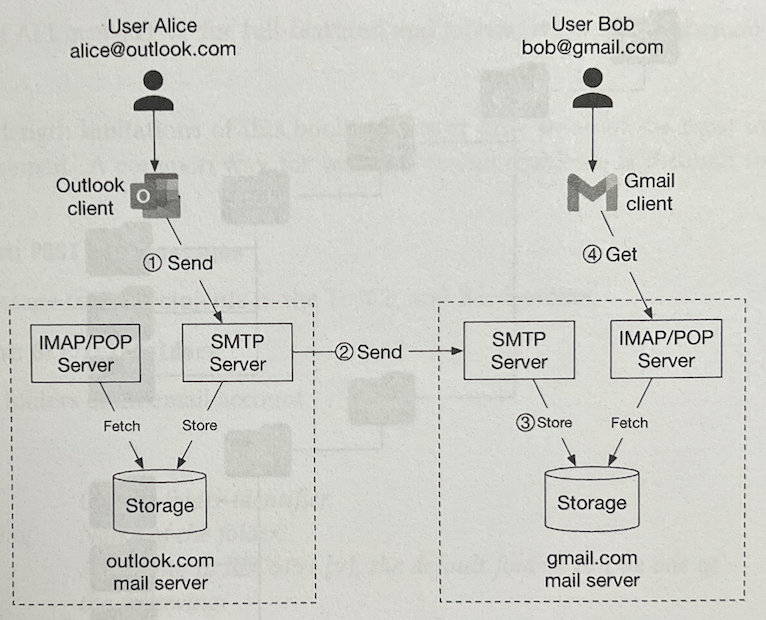 User Alice
alice@outlook.com
User Bob
bob@gmail.com
Outlook
client
O
Gmail
client
① Send
④ Get
IMAP/POP
Server
SMTP
Server
② Send
SMTP
Server
IMAP/POP
Server
Fetch
Store
③ Store
Fetch
Storage
Storage
outlook.com
mail server
gmail.com
mail server